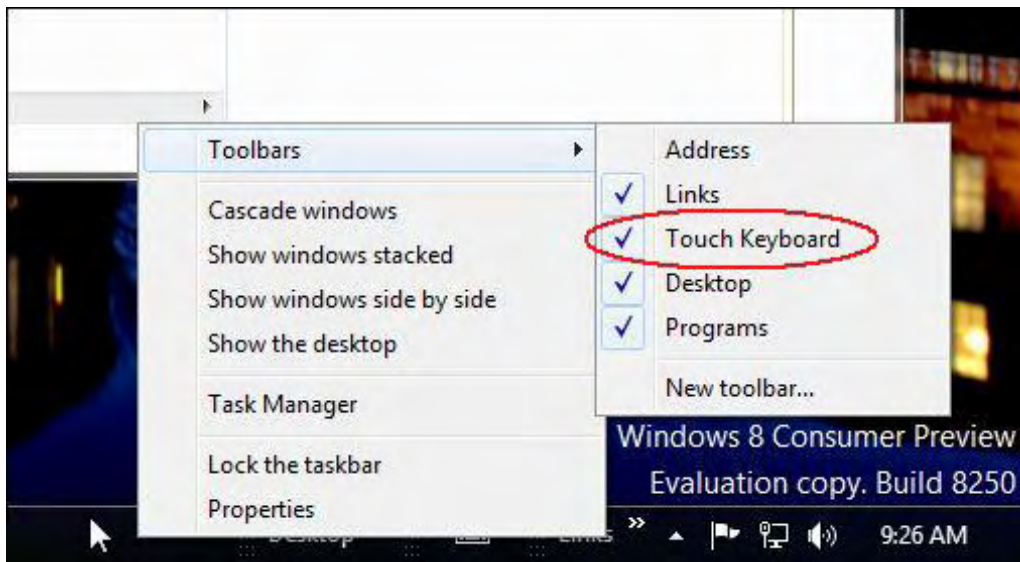 Toolbars
Cascade windows
Show windows stacked
Show windows side by side
Show the desktop
Task Manager
Lock the taskbar
Properties
Address
Links
Touch Keyboard
Desktop
Programs
New toolbar...
Windows 8 Consumer Preview
Evaluation copy. Build 8250
Desktop
Links
9:26 AM